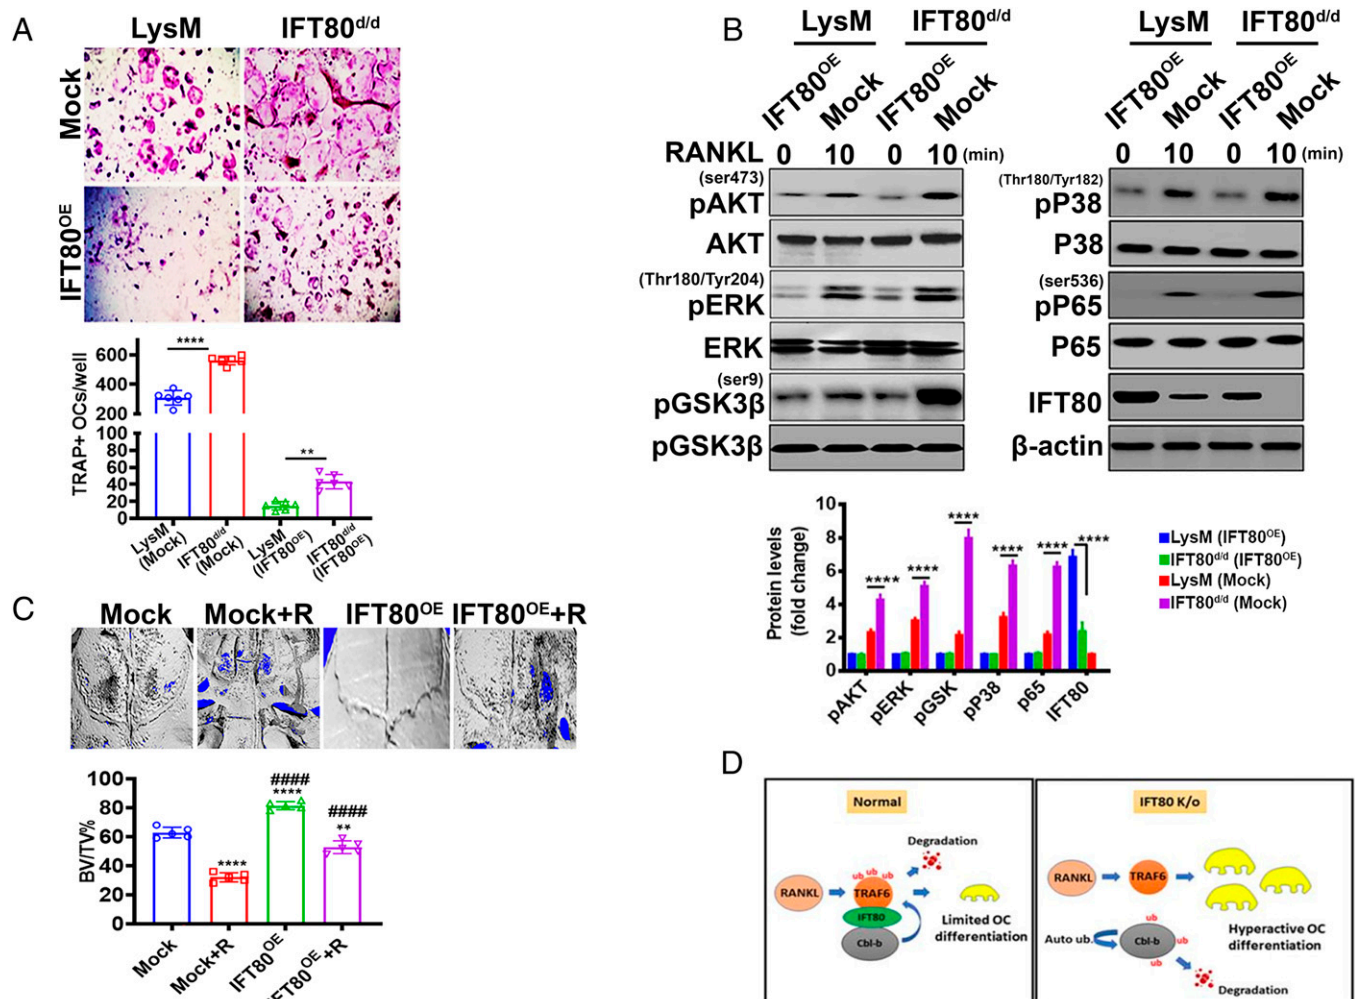 A
LysM IFT80d/d
Mock
IFT80OE
****
**
TRAP+ OCs/well
600
400
200
100
80
60
40
20
0
LysM (Mock)
IFT80d/d (Mock)
LysM (IFT80OE)
IFT80d/d (IFT80OE)
B
LysM IFT80d/d
IFT80OE Mock IFT80OE Mock
RANKL 0 10 0 10 (min)
(ser473)
pAKT
AKT
(Thr180/Tyr204)
pERK
ERK
(ser9)
pGSK3β
pGSK3β
LysM IFT80d/d
IFT80OE Mock IFT80OE Mock
0 10 0 10 (min)
(Thr180/Tyr182)
pP38
P38
(ser536)
pP65
P65
IFT80
β-actin
Protein levels
(fold change)
10
8
6
4
2
0
**** **** **** **** **** ****
pAKT pERK pGSK pP38 p65 IFT80
LysM (IFT80OE)
IFT80d/d (IFT80OE)
LysM (Mock)
IFT80d/d (Mock)
C
Mock Mock+R IFT80OE IFT80OE+R
BV/TV%
100
80
60
40
20
0
****
####
****
####
**
Mock Mock+R IFT80OE IFT80OE+R
D
Normal
RANKL
ub ub ub
TRAF6
IFT80
Cbl-b
Degradation
Limited OC
differentiation
IFT80 K/o
RANKL TRAF6
Hyperactive OC
differentiation
Auto ub.
Cbl-b
ub
ub
ub
Degradation